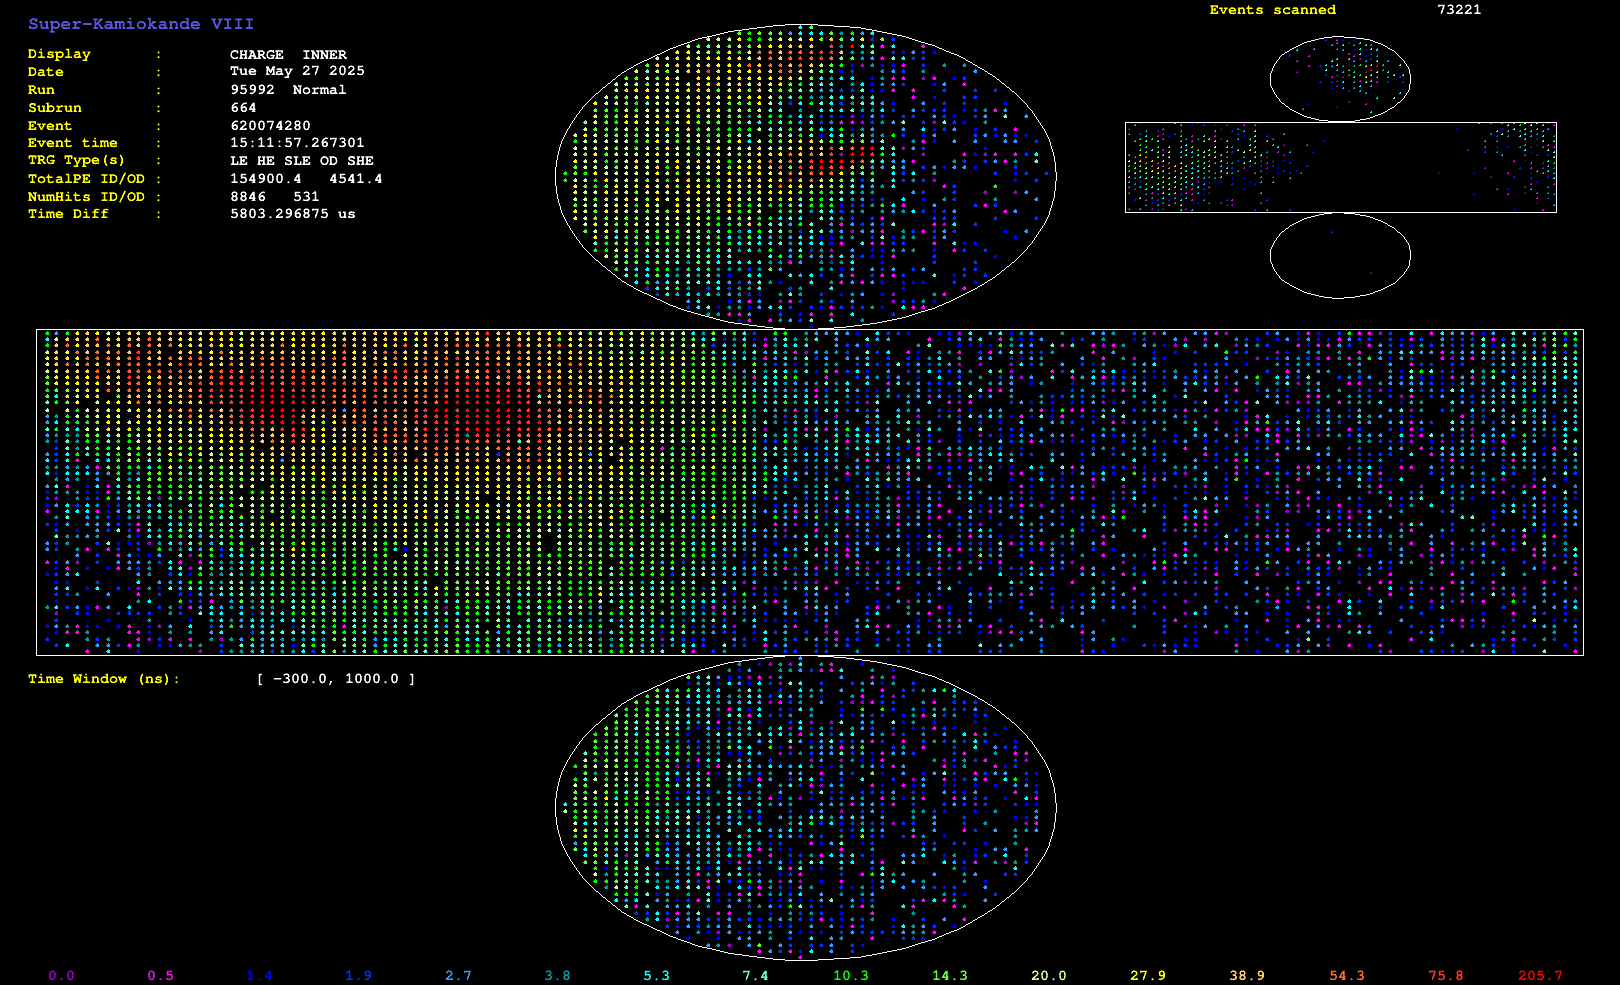 Super-Kamiokande VIII
Display : CHARGE INNER
Date : Tue May 27 2025
Run : 95992 Normal
Subrun : 664
Event : 620074280
Event time : 15:11:57.267301
TRG Type(s) : LE HE SLE OD SHE
TotalPE ID/OD : 154900.4 4541.4
NumHits ID/OD : 8846 531
Time Diff : 5803.296875 us
Events scanned 73221
Time Window (ns): [ −300.0, 1000.0 ]
0.0 0.5 1.4 1.9 2.7 3.8 5.3 7.4 10.3 14.3 20.0 27.9 38.9 54.3 75.8 205.7